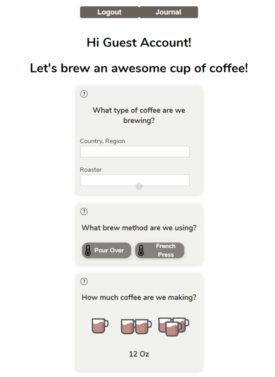 Logout Journal
Hi Guest Account!
Let's brew an awesome cup of coffee!
?
What type of coffee are we
brewing?
Country, Region
Roaster
?
What brew method are we using?
Pour Over French
Press
?
How much coffee are we making?
12 Oz